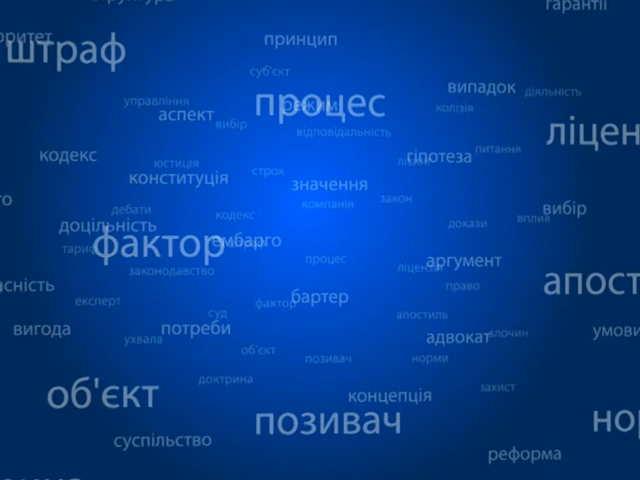 гарантії
штраф
принцип
суб'єкт
випадок
діяльність
управління
процес
режим
колізія
аспект
вибір
відповідальність
ліцен
кодекс
юстиція
гіпотеза
питання
конституція
строк
значення
закон
компанія
дебати
кодекс
вибір
доцільність
докази
вплив
фактор
ембарго
тариф
процес
аргумент
законодавство
ліцензія
апост
право
експерт
фактор
бартер
суд
апостиль
вигода
потреби
ухвала
адвокат
злочин
умови
об'єкт
позивач
норми
доктрина
захист
об'єкт
концепція
позивач
нор
суспільство
реформа